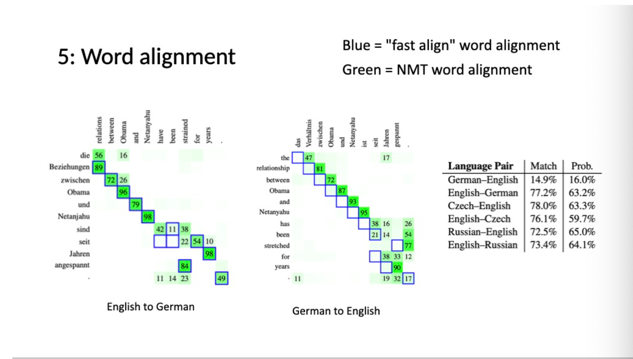 5: Word alignment
Blue = "fast align" word alignment
Green = NMT word alignment
relations
between
Obama
and
Netanyahu
have
been
strained
for
years
.
die 56 16
Beziehungen 89
zwischen 72 26
Obama 96
und 79
Netanjahu 98
sind 42 11 38
seit 22 54 10
Jahren 98
angespannt 84
. 11 14 23 49
English to German
das
Verhältnis
zwischen
Obama
und
Netanyahu
ist
seit
Jahren
gespannt
.
the 47 17
relationship 81
between 72
Obama 87
and 93
Netanyahu 95
has 38 16 26
been 21 14 54
stretched 77
for 38 33 12
years 90
. 11 19 32 17
German to English
Language Pair Match Prob.
German–English 14.9% 16.0%
English–German 77.2% 63.2%
Czech–English 78.0% 63.3%
English–Czech 76.1% 59.7%
Russian–English 72.5% 65.0%
English–Russian 73.4% 64.1%